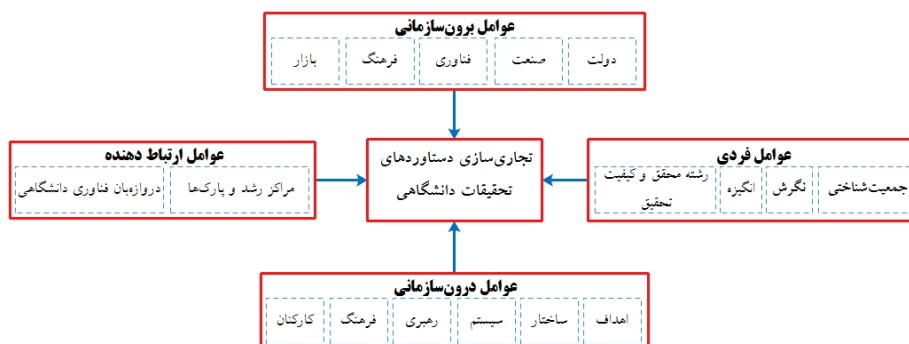 عوامل برون‌سازمانی
دولت
صنعت
فناوری
فرهنگ
بازار
عوامل فردی
جمعیت‌شناختی
نگرش
انگیزه
رشته محقق و کیفیت
تحقیق
تجاری‌سازی دستاوردهای
تحقیقات دانشگاهی
عوامل ارتباط دهنده
مراکز رشد و پارک‌ها
دروازه‌بان فناوری دانشگاهی
عوامل درون‌سازمانی
اهداف
ساختار
سیستم
رهبری
فرهنگ
کارکنان